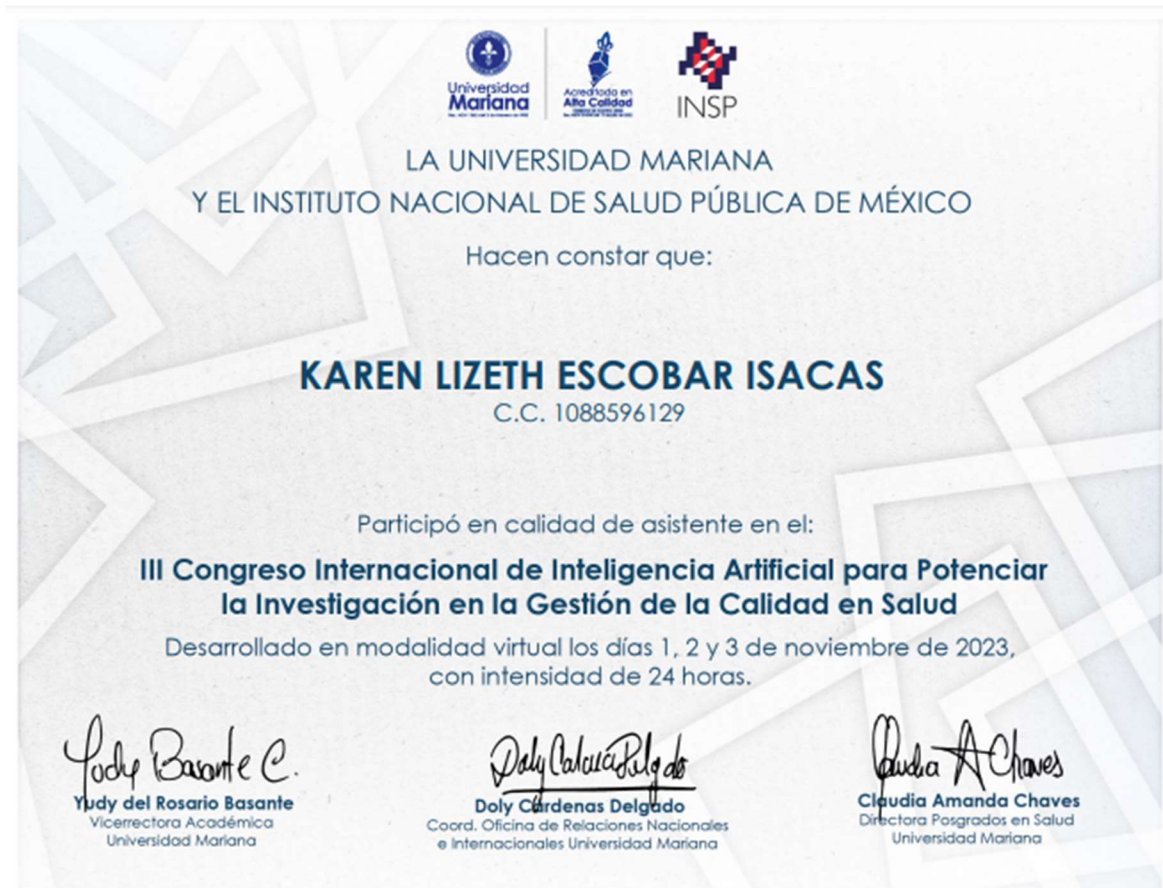 Universidad
Mariana
Acreditada en
Alta Calidad
INSP
LA UNIVERSIDAD MARIANA
Y EL INSTITUTO NACIONAL DE SALUD PÚBLICA DE MÉXICO
Hacen constar que:
KAREN LIZETH ESCOBAR ISACAS
C.C. 1088596129
Participó en calidad de asistente en el:
III Congreso Internacional de Inteligencia Artificial para Potenciar
la Investigación en la Gestión de la Calidad en Salud
Desarrollado en modalidad virtual los días 1, 2 y 3 de noviembre de 2023,
con intensidad de 24 horas.
Yudy Basante C.
Claudia A Chaves
Yudy del Rosario Basante
Vicerrectora Académica
Universidad Mariana
Doly Cárdenas Delgado
Coord. Oficina de Relaciones Nacionales
e Internacionales Universidad Mariana
Claudia Amanda Chaves
Directora Posgrados en Salud
Universidad Mariana